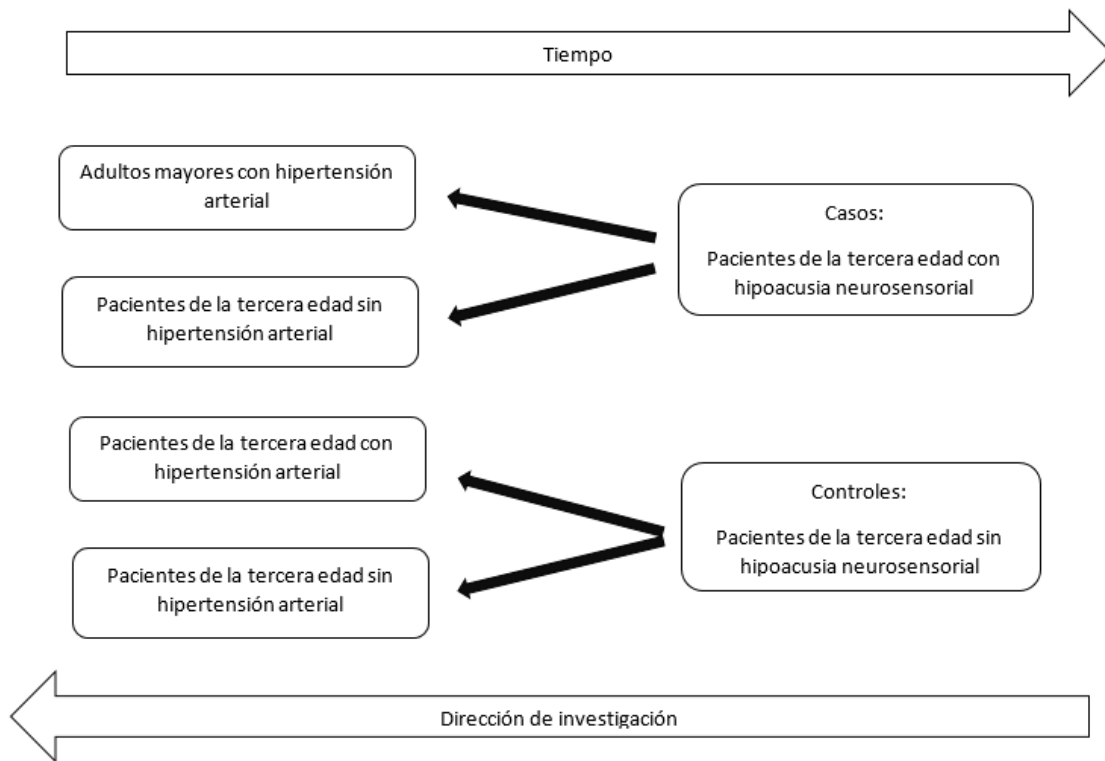 Tiempo
Adultos mayores con hipertensión
arterial
Casos:
Pacientes de la tercera edad con
hipoacusia neurosensorial
Pacientes de la tercera edad sin
hipertensión arterial
Pacientes de la tercera edad con
hipertensión arterial
Controles:
Pacientes de la tercera edad sin
hipoacusia neurosensorial
Pacientes de la tercera edad sin
hipertensión arterial
Dirección de investigación